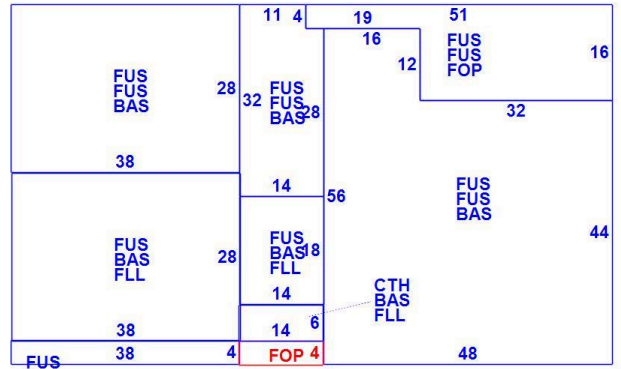 11 4 19 51
16
FUS
FUS
FOP
16
12
FUS
FUS
BAS
28
32
FUS
FUS
BAS
28
32
38
14
56
FUS
FUS
BAS
44
FUS
BAS
FLL
28
FUS
BAS
FLL
18
14
CTH
BAS
FLL
38
14
6
FUS
38
4
FOP 4
48